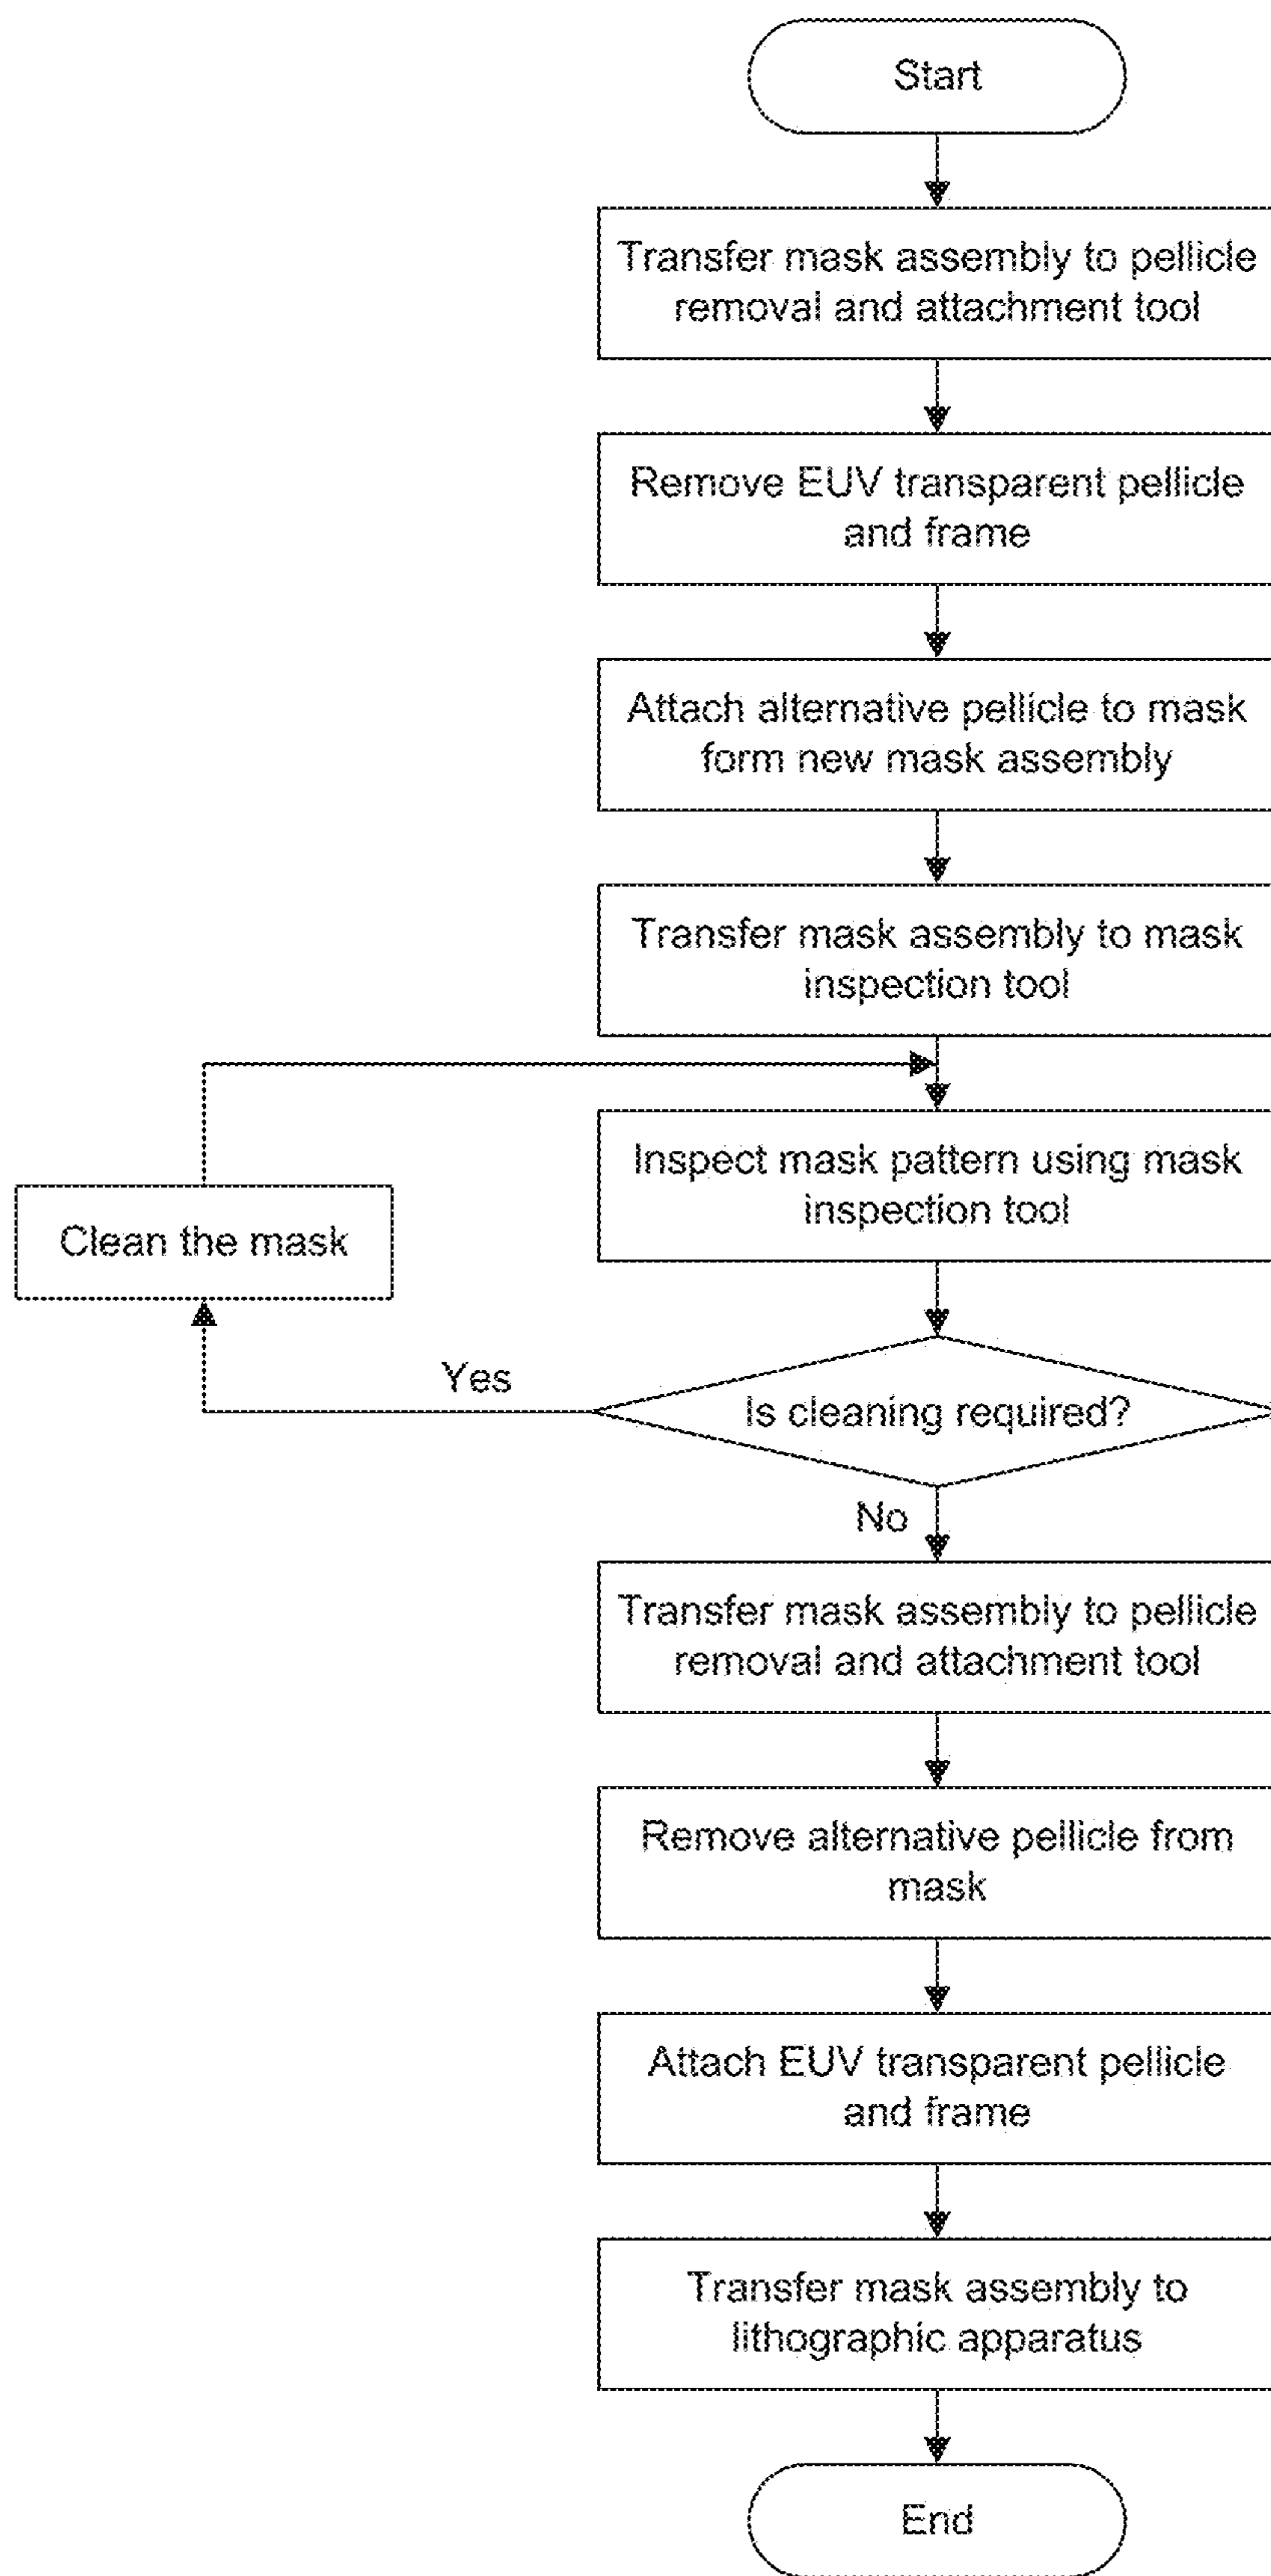 Start
Transfer mask assembly to pellicle
removal and attachment tool
Remove EUV transparent pellicle
and frame
Attach alternative pellicle to mask
form new mask assembly
Transfer mask assembly to mask
inspection tool
Inspect mask pattern using mask
inspection tool
Clean the mask
Yes
Is cleaning required?
No
Transfer mask assembly to pellicle
removal and attachment tool
Remove alternative pellicle from
mask
Attach EUV transparent pellicle
and frame
Transfer mask assembly to
lithographic apparatus
End